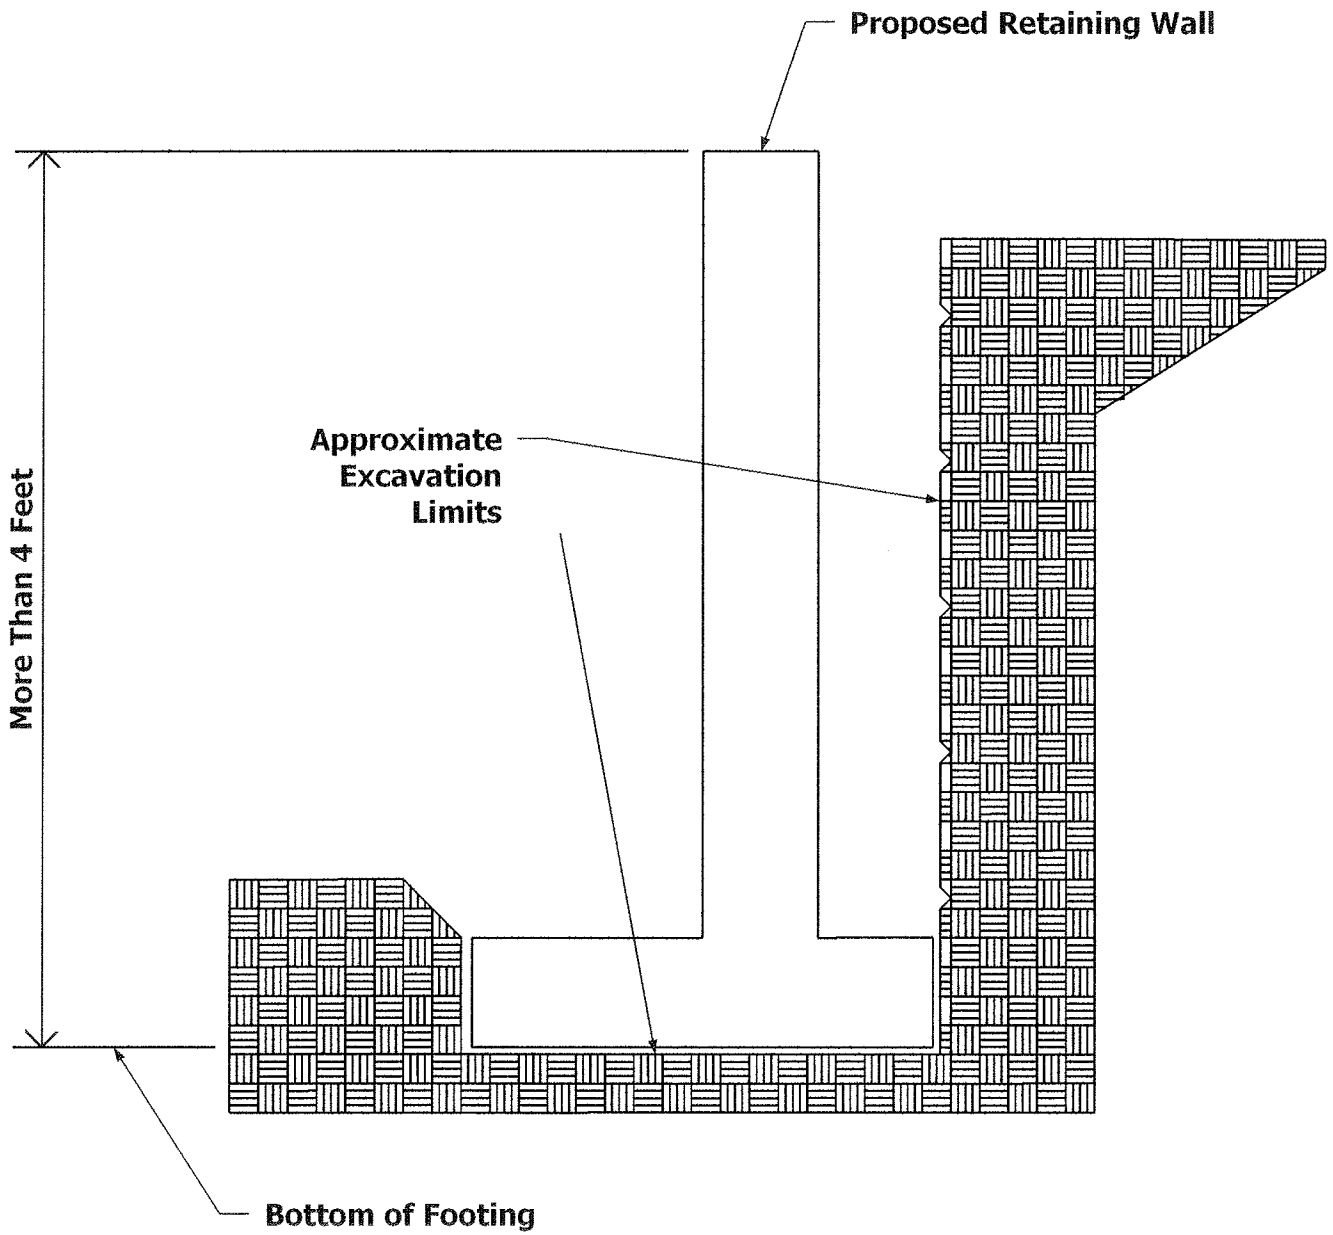 Proposed Retaining Wall
Approximate
Excavation
Limits
More Than 4 Feet
Bottom of Footing